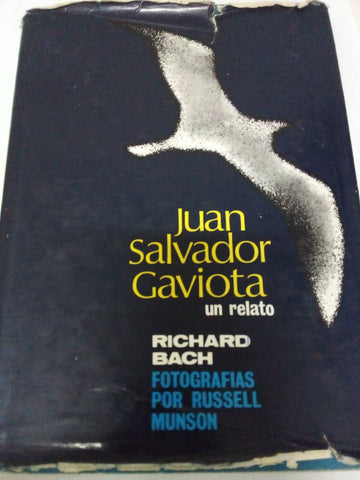 Juan
Salvador
Gaviota
un relato
RICHARD
BACH
FOTOGRAFIAS
POR RUSSELL
MUNSON